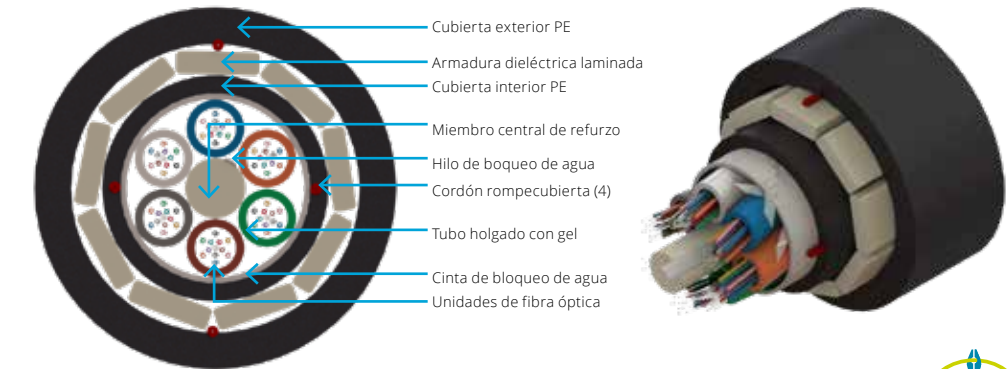 Cubierta exterior PE
Armadura dieléctrica laminada
Cubierta interior PE
Miembro central de refurzo
Hilo de boqueo de agua
Cordón rompecubierta (4)
Tubo holgado con gel
Cinta de bloqueo de agua
Unidades de fibra óptica